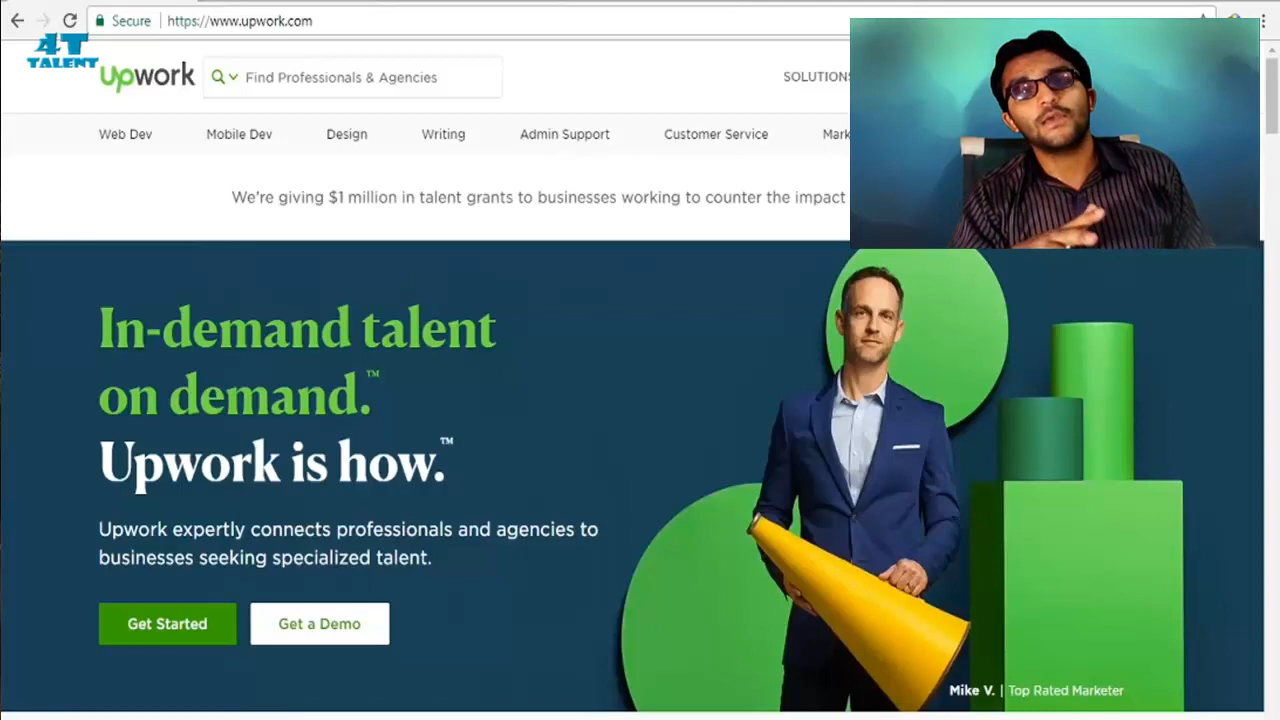 Secure
https://www.upwork.com
4T
TALENT
upwork
Find Professionals & Agencies
SOLUTIONS
Web Dev
Mobile Dev
Design
Writing
Admin Support
Customer Service
Mark
We're giving $1 million in talent grants to businesses working to counter the impact
In-demand talent
on demand.™
Upwork is how.™
Upwork expertly connects professionals and agencies to
businesses seeking specialized talent.
Get Started
Get a Demo
Mike V. | Top Rated Marketer